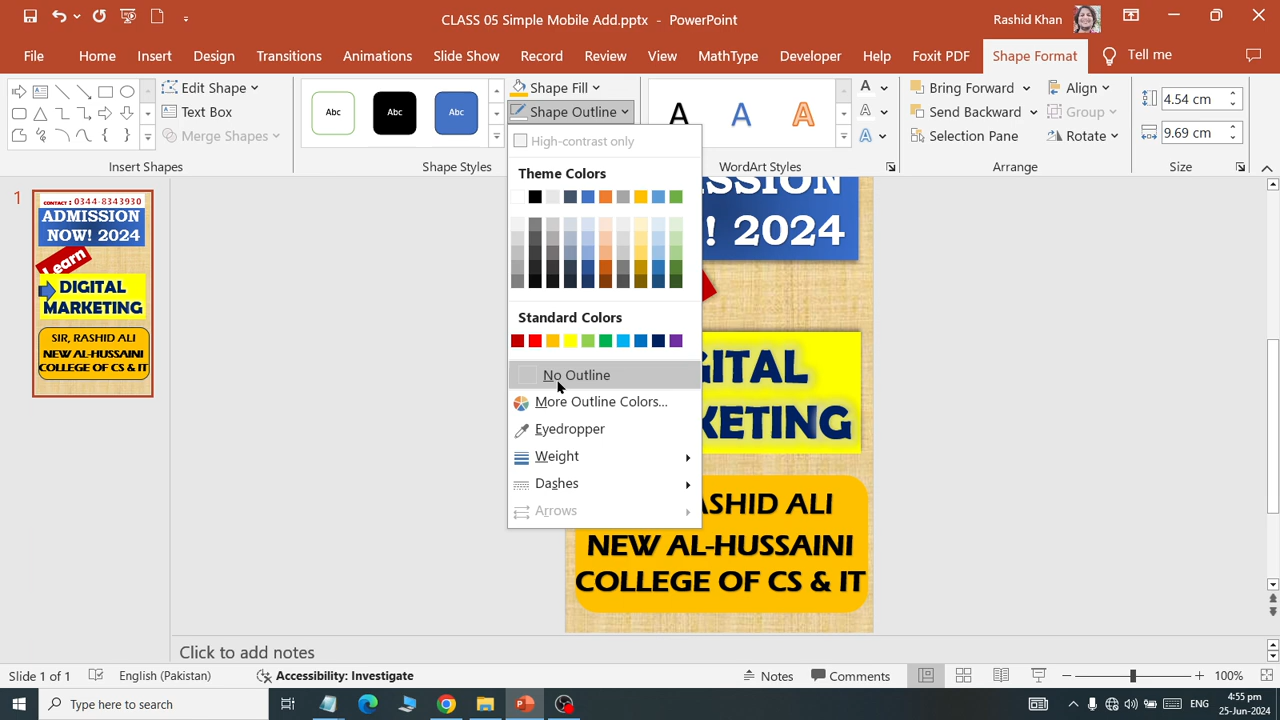 CLASS 05 Simple Mobile Add.pptx - PowerPoint
Rashid Khan
File Home Insert Design Transitions Animations Slide Show Record Review View MathType Developer Help Foxit PDF Shape Format Tell me
Edit Shape
Text Box
Merge Shapes
Insert Shapes
Abc Abc Abc
Shape Styles
Shape Fill
Shape Outline
A A A
WordArt Styles
A
A
A
Bring Forward
Send Backward
Selection Pane
Align
Group
Rotate
Arrange
4.54 cm
9.69 cm
Size
High-contrast only
Theme Colors
Standard Colors
No Outline
More Outline Colors...
Eyedropper
Weight
Dashes
Arrows
1
CONTACT : 0344-8343930
ADMISSION
NOW! 2024
Learn
DIGITAL
MARKETING
SIR, RASHID ALI
NEW AL-HUSSAINI
COLLEGE OF CS & IT
SSION
! 2024
GITAL
KETING
ASHID ALI
NEW AL-HUSSAINI
COLLEGE OF CS & IT
Click to add notes
Slide 1 of 1 English (Pakistan) Accessibility: Investigate Notes Comments 100%
Type here to search
ENG
4:55 pm
25-Jun-2024